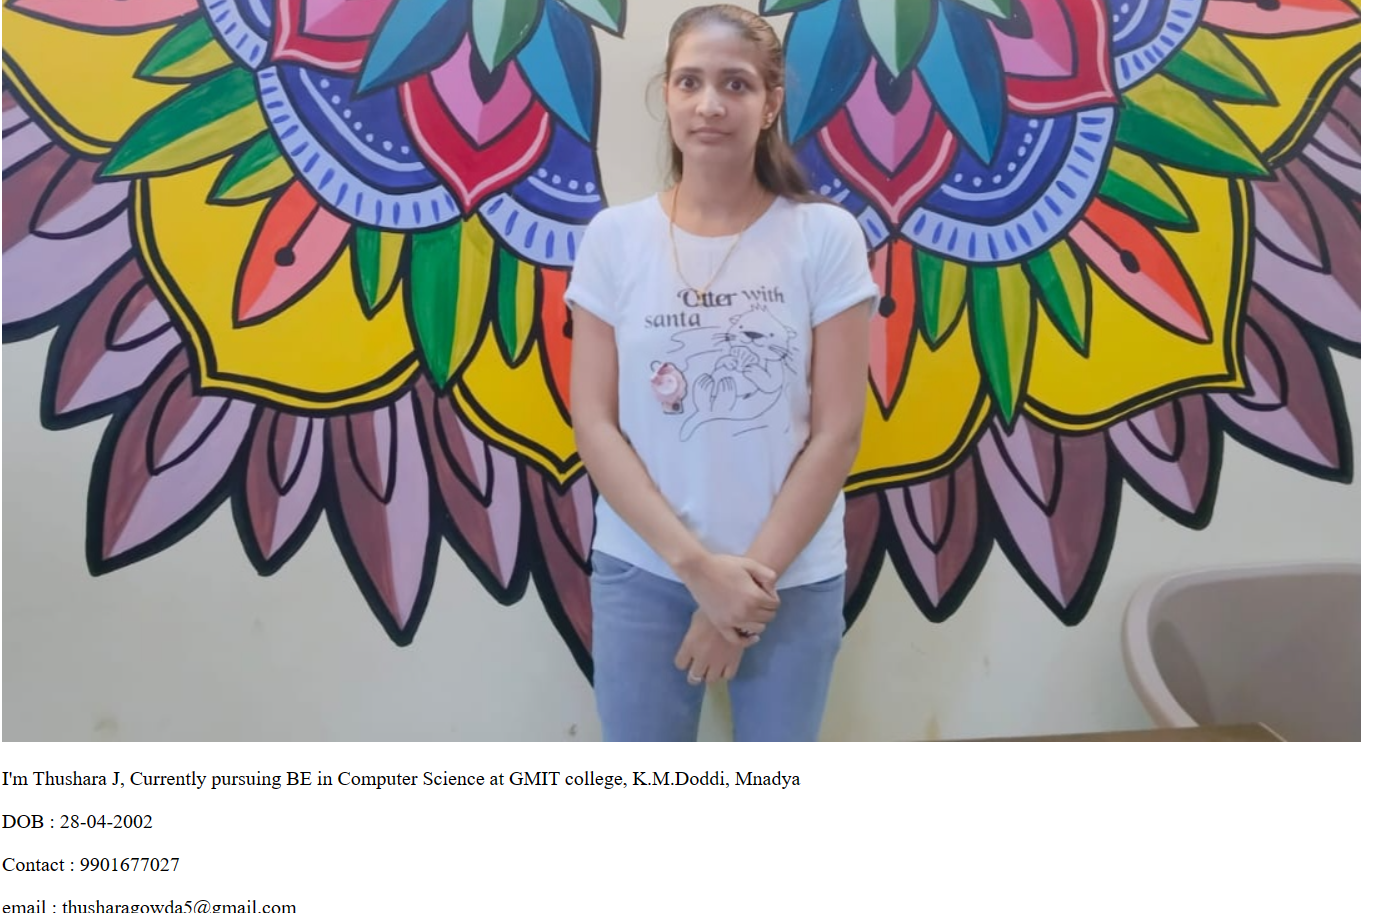 Otter with
santa
I'm Thushara J, Currently pursuing BE in Computer Science at GMIT college, K.M.Doddi, Mnadya
DOB : 28-04-2002
Contact : 9901677027
email : thusharagowda5@gmail.com